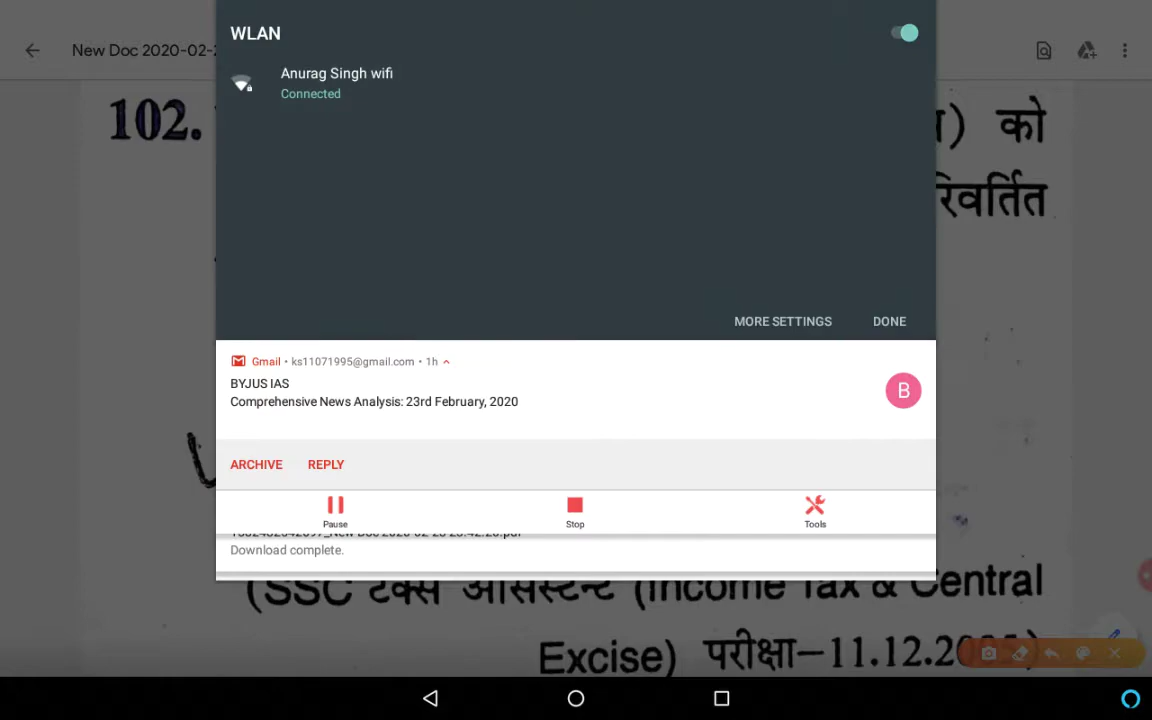 WLAN
New Doc 2020-02-2
Anurag Singh wifi
Connected
102.
को
MORE SETTINGS DONE
Gmail • ks11071995@gmail.com • 1h
BYJUS IAS
Comprehensive News Analysis: 23rd February, 2020
B
ARCHIVE REPLY
Pause Stop Tools
Download complete.
(SSC टैक्स असिस्टेन्ट (Income Tax & Central
Excise) परीक्षा–11.12.2005)